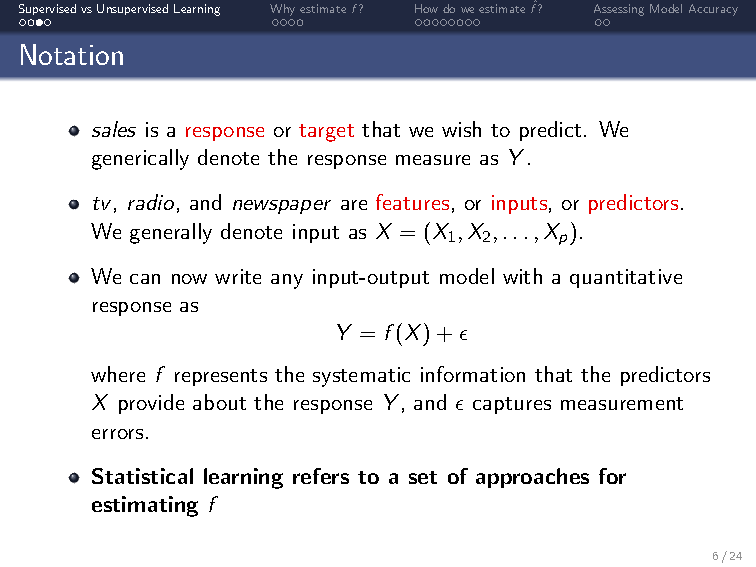 Supervised vs Unsupervised Learning Why estimate f? How do we estimate f̂? Assessing Model Accuracy
Notation
sales is a response or target that we wish to predict. We
generically denote the response measure as Y.
tv, radio, and newspaper are features, or inputs, or predictors.
We generally denote input as X = (X₁, X₂, . . . , Xₚ).
We can now write any input-output model with a quantitative
response as
Y = f(X) + ϵ
where f represents the systematic information that the predictors
X provide about the response Y, and ϵ captures measurement
errors.
Statistical learning refers to a set of approaches for
estimating f
6 / 24